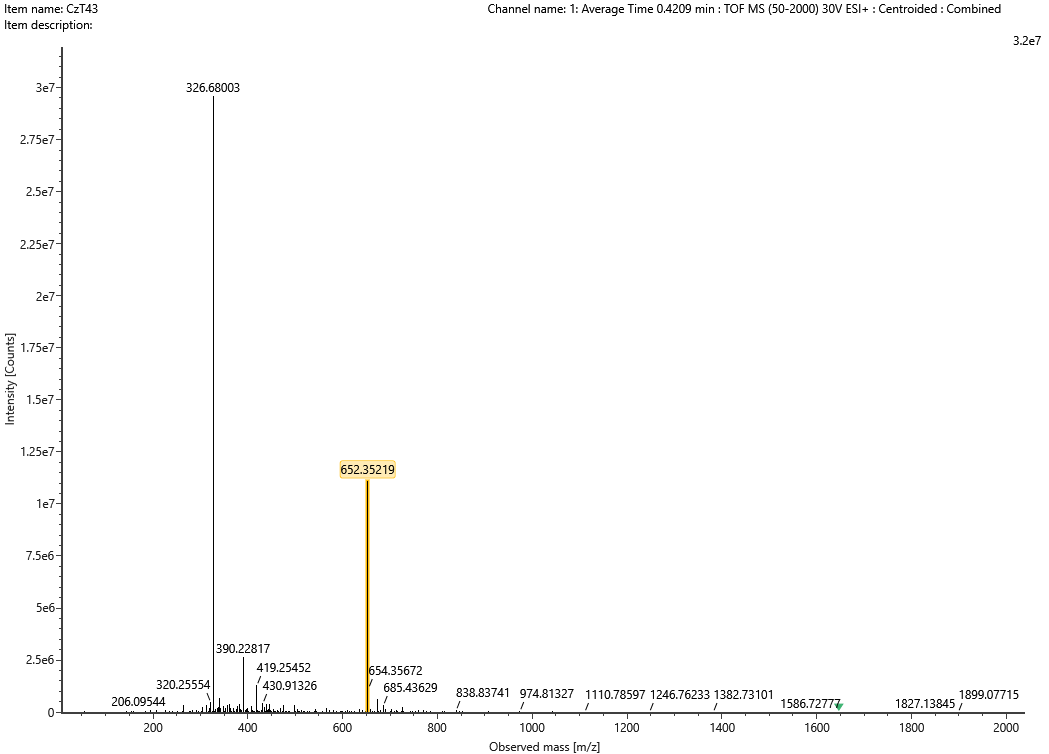 Item name: CzT43
Channel name: 1: Average Time 0.4209 min : TOF MS (50-2000) 30V ESI+ : Centroided : Combined
Item description:
3.2e7
3e7
326.68003
2.75e7
2.5e7
2.25e7
2e7
1.75e7
1.5e7
1.25e7
652.35219
1e7
7.5e6
5e6
2.5e6
0
Intensity [Counts]
390.22817
419.25452
654.35672
320.25554
430.91326
685.43629
206.09544
838.83741
974.81327
1110.78597
1246.76233
1382.73101
1586.72777
1827.13845
1899.07715
200
400
600
800
1000
1200
1400
1600
1800
2000
Observed mass [m/z]